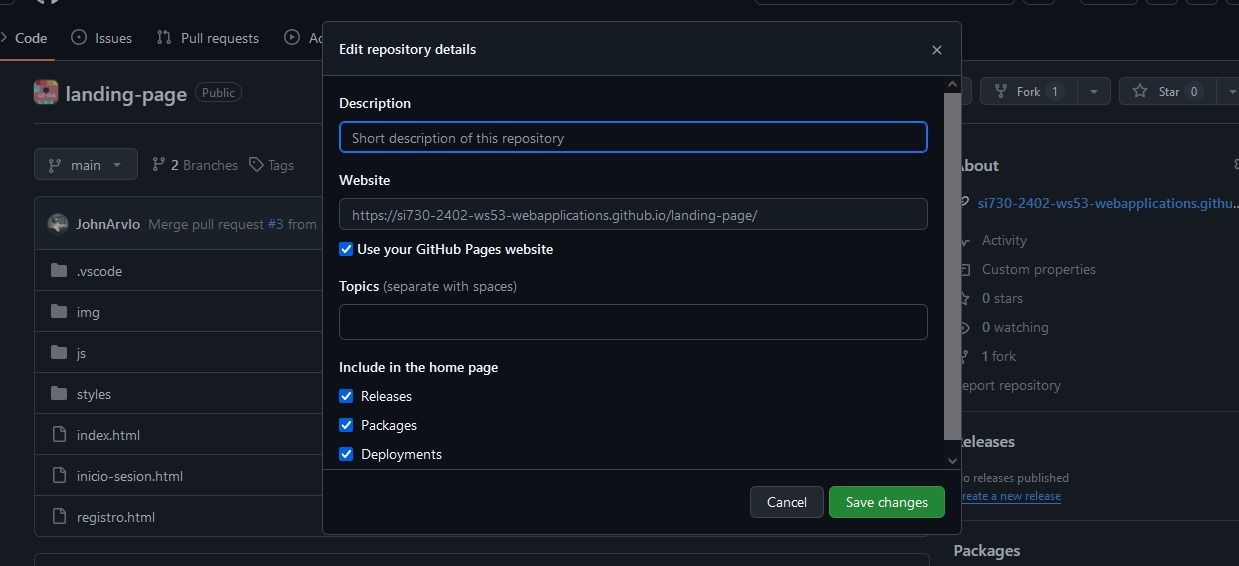 Code
Issues
Pull requests
landing-page
Public
Fork 1
Star 0
main
2 Branches
Tags
JohnArvlo Merge pull request #3 from
.vscode
img
js
styles
index.html
inicio-sesion.html
registro.html
Edit repository details
Description
Short description of this repository
Website
https://si730-2402-ws53-webapplications.github.io/landing-page/
Use your GitHub Pages website
Topics (separate with spaces)
Include in the home page
Releases
Packages
Deployments
Cancel
Save changes
About
si730-2402-ws53-webapplications.githu...
Activity
Custom properties
0 stars
0 watching
1 fork
eport repository
eleases
o releases published
reate a new release
Packages